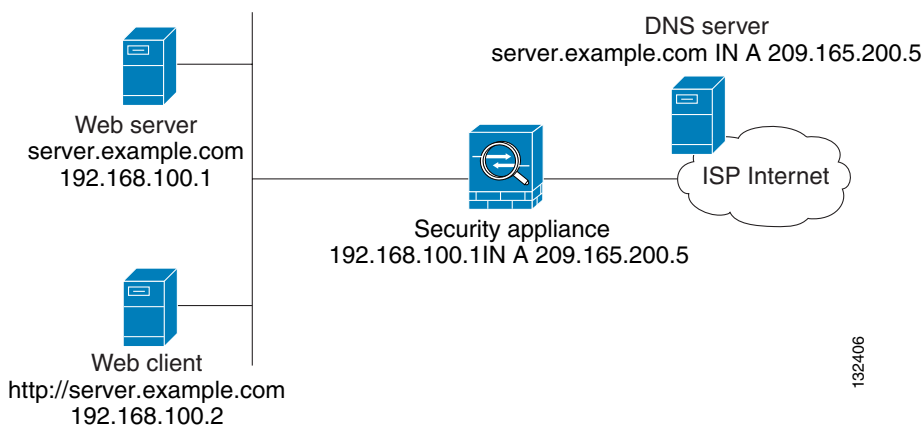 DNS server
server.example.com IN A 209.165.200.5
Web server
server.example.com
192.168.100.1
ISP Internet
Security appliance
192.168.100.1IN A 209.165.200.5
Web client
http://server.example.com
192.168.100.2
132406